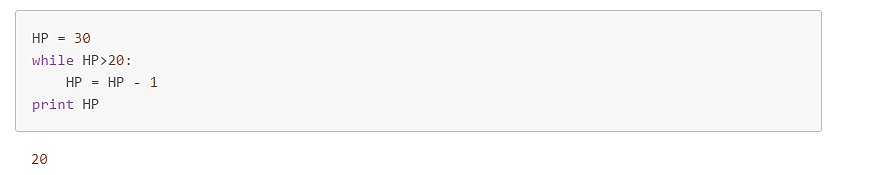 HP = 30
while HP>20:
    HP = HP - 1
print HP
20